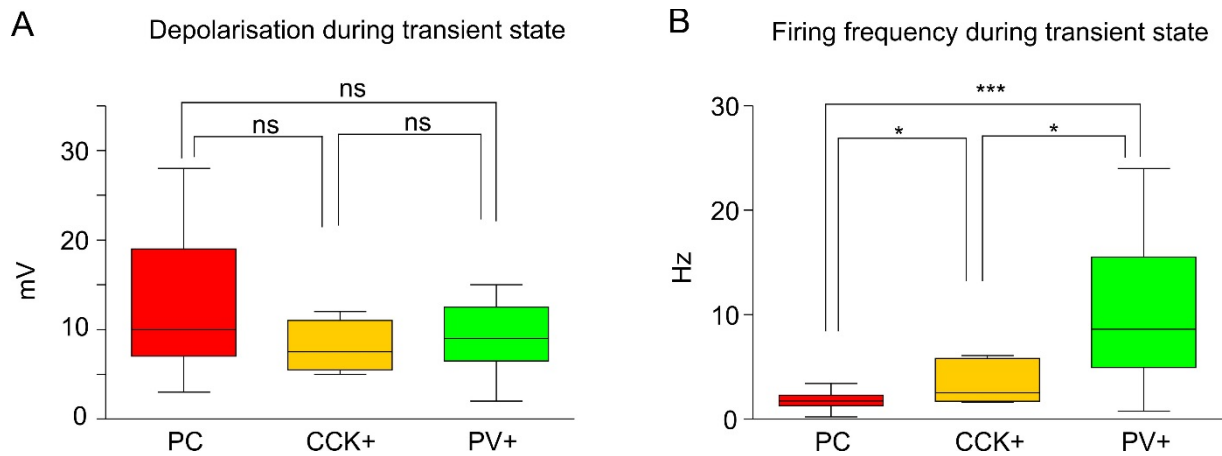 A
Depolarisation during transient state
ns
ns
ns
30
20
10
0
mV
PC
CCK+
PV+
B
Firing frequency during transient state
***
*
*
30
20
10
0
Hz
PC
CCK+
PV+